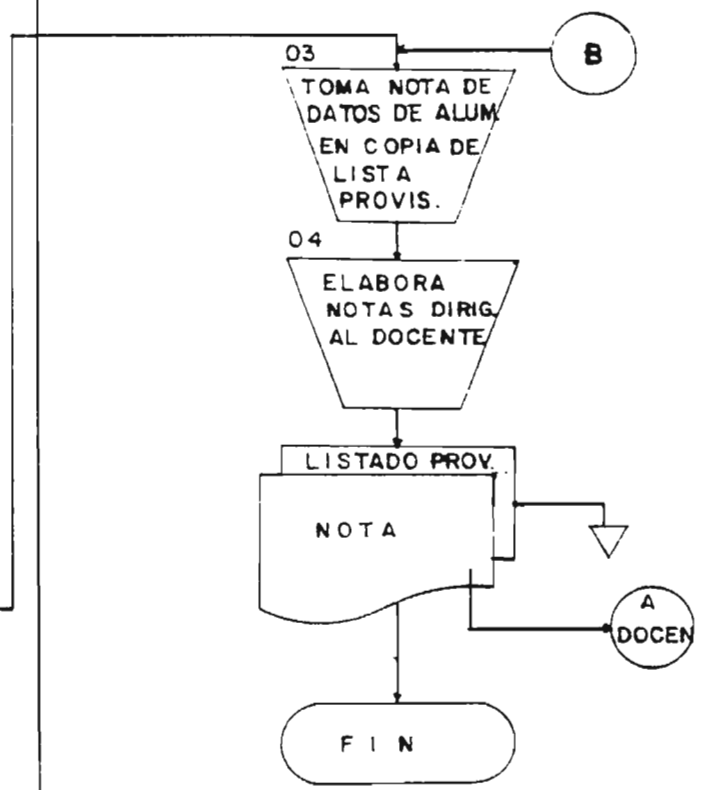 B
03
TOMA NOTA DE
DATOS DE ALUM
EN COPIA DE
LISTA
PROVIS.
04
ELABORA
NOTAS DIRIG.
AL DOCENTE
LISTADO PROV.
NOTA
A
DOCEN
FIN